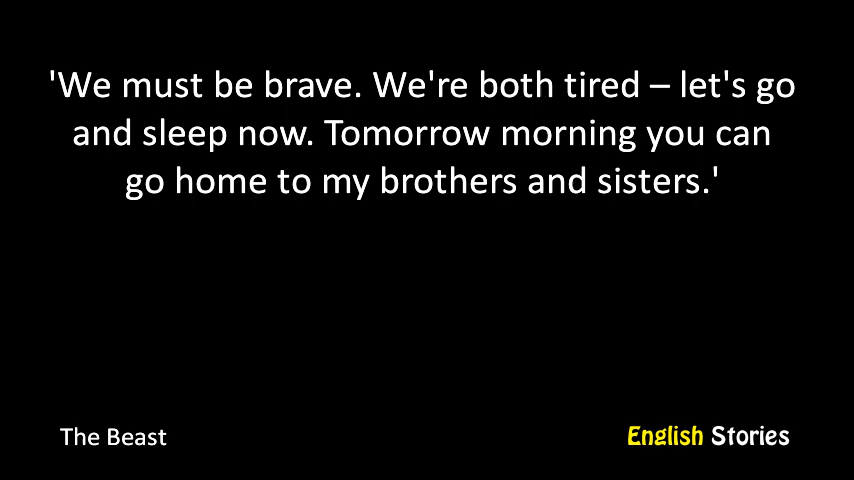 'We must be brave. We're both tired – let's go
and sleep now. Tomorrow morning you can
go home to my brothers and sisters.'
The Beast
English Stories